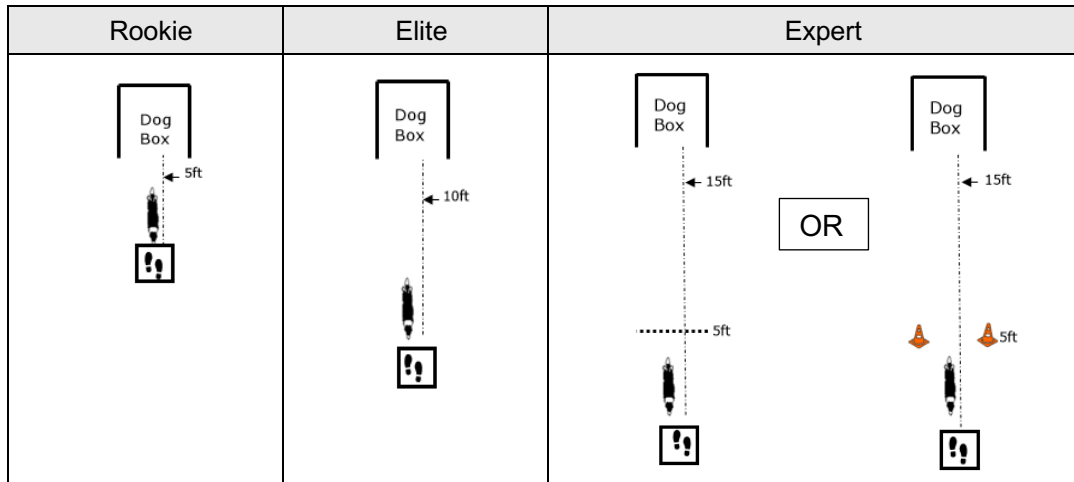 Rookie
Elite
Expert
Dog
Box
5ft
Dog
Box
10ft
Dog
Box
15ft
5ft
OR
Dog
Box
15ft
5ft